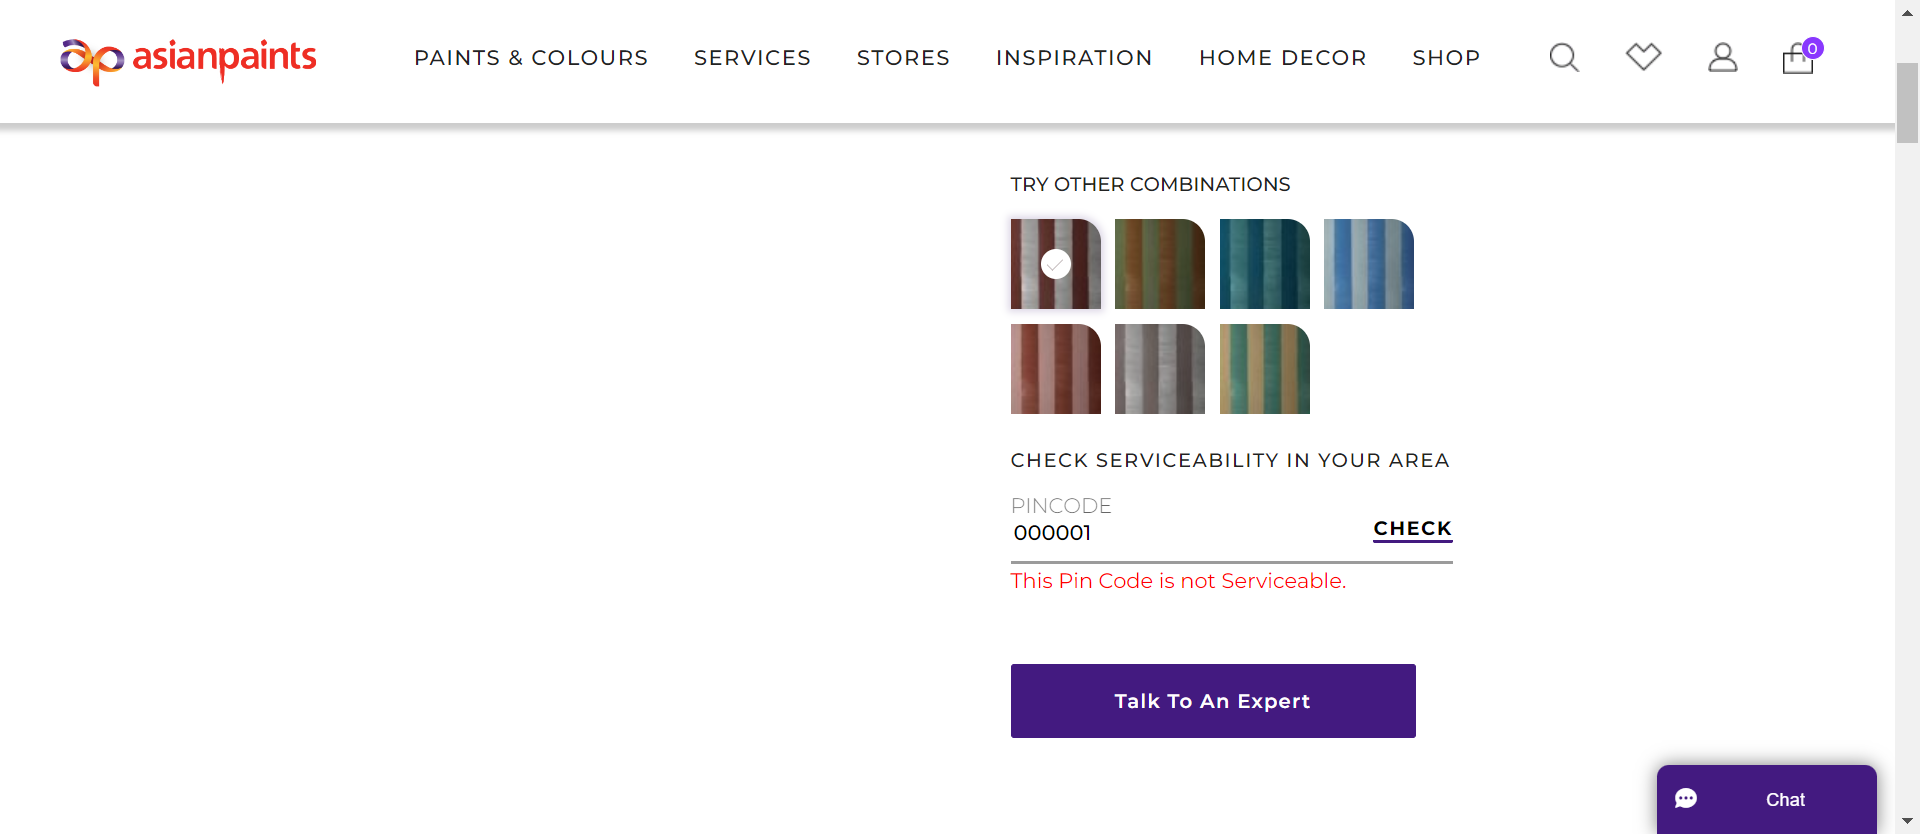 asianpaints
PAINTS & COLOURS SERVICES STORES INSPIRATION HOME DECOR SHOP
0
TRY OTHER COMBINATIONS
CHECK SERVICEABILITY IN YOUR AREA
PINCODE
000001
CHECK
This Pin Code is not Serviceable.
Talk To An Expert
Chat